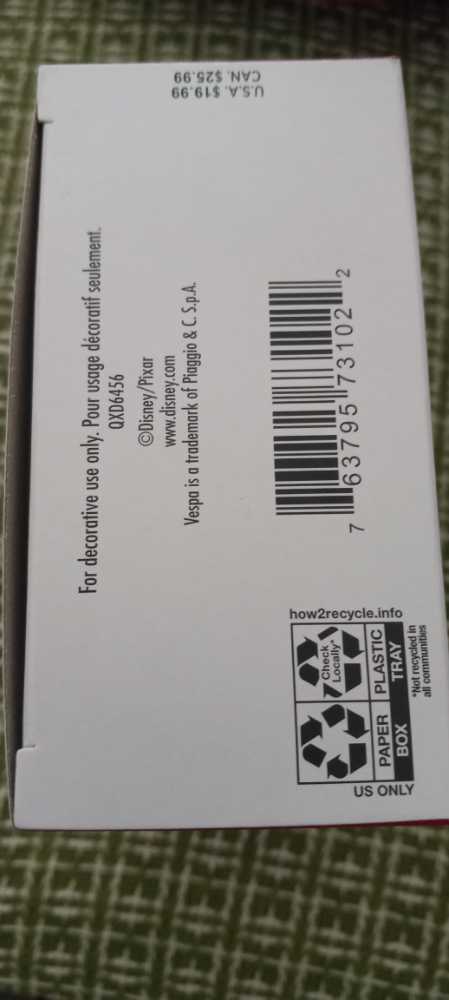 For decorative use only. Pour usage décoratif seulement.
QXD6456
©Disney/Pixar
www.disney.com
Vespa is a trademark of Piaggio & C. S.p.A.
7 63795 73102 2
how2recycle.info
Check
Locally*
PAPER
BOX
PLASTIC
TRAY
*Not recycled in
all communities
US ONLY
U.S.A. $19.99
CAN. $25.99